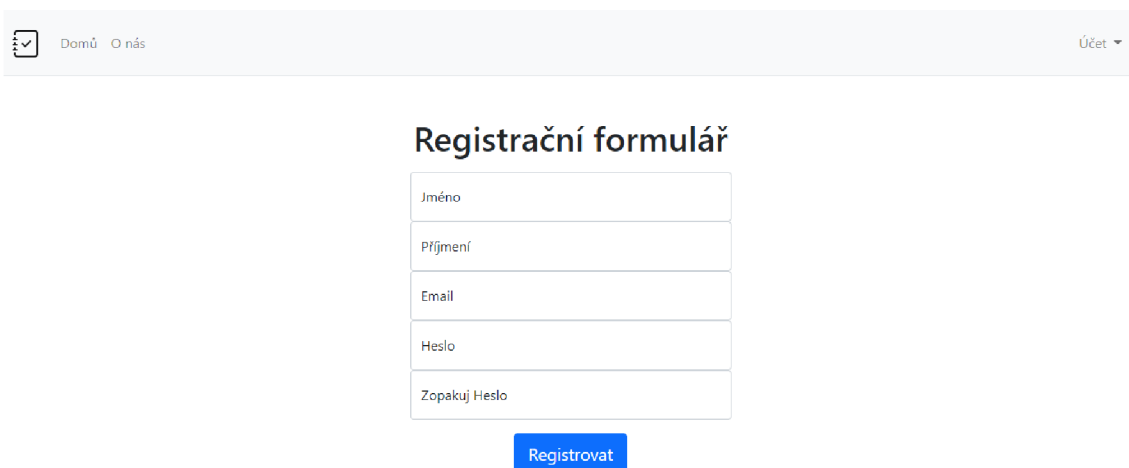 Domů O nás Účet
Registrační formulář
Jméno
Příjmení
Email
Heslo
Zopakuj Heslo
Registrovat